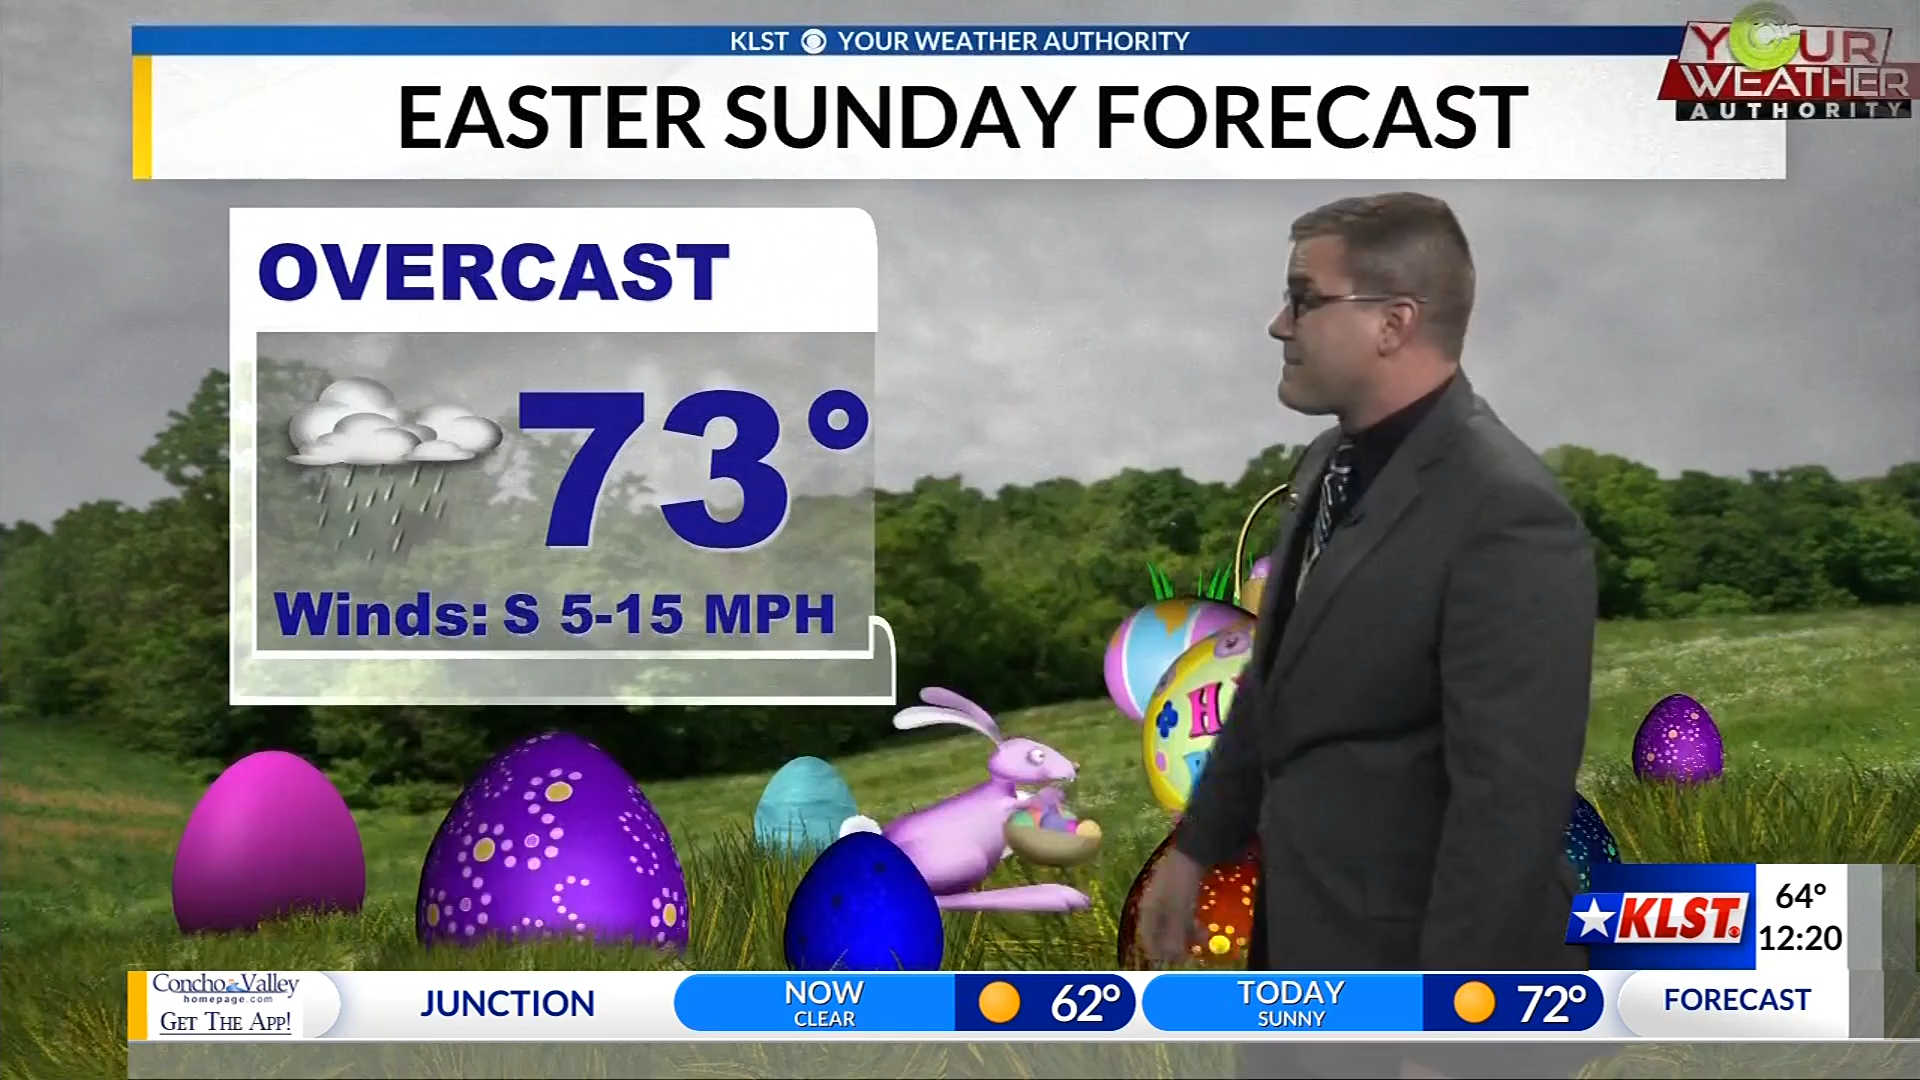 KLST YOUR WEATHER AUTHORITY
EASTER SUNDAY FORECAST
YOUR
WEATHER
AUTHORITY
OVERCAST
73°
Winds: S 5-15 MPH
H
KLST
64°
12:20
Concho Valley
homepage.com
GET THE APP!
JUNCTION
NOW
CLEAR
62°
TODAY
SUNNY
72°
FORECAST